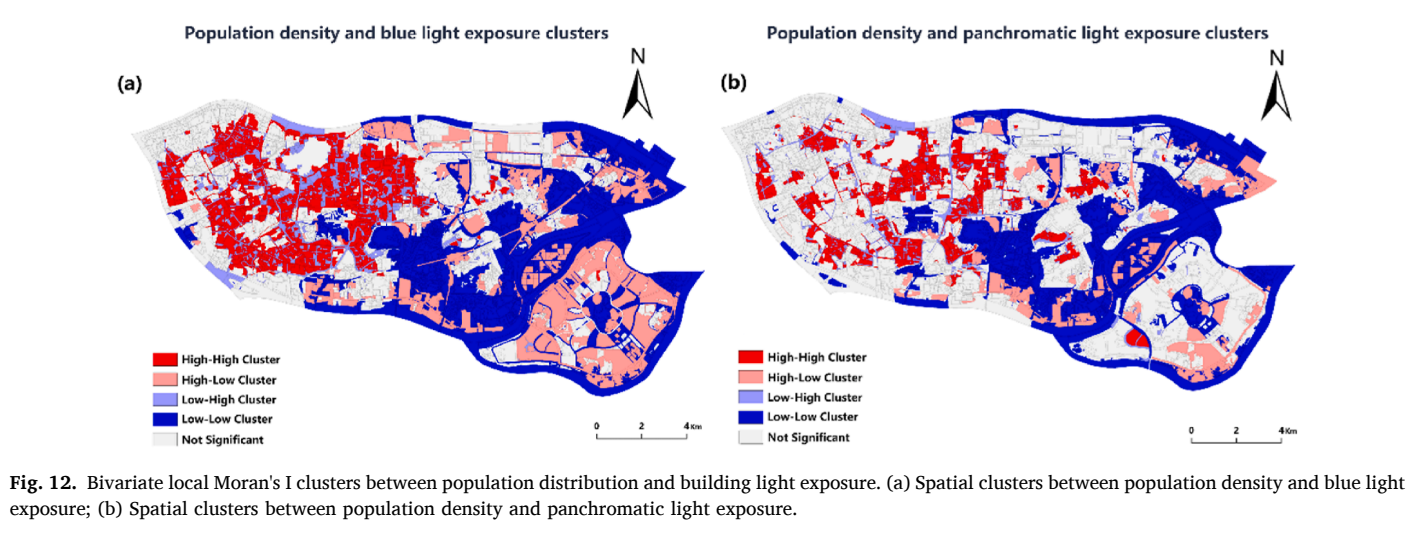 Population density and blue light exposure clusters
N
(a)
High-High Cluster
High-Low Cluster
Low-High Cluster
Low-Low Cluster
Not Significant
0 2 4 Km
Population density and panchromatic light exposure clusters
N
(b)
High-High Cluster
High-Low Cluster
Low-High Cluster
Low-Low Cluster
Not Significant
0 2 4 Km
Fig. 12. Bivariate local Moran's I clusters between population distribution and building light exposure. (a) Spatial clusters between population density and blue light
exposure; (b) Spatial clusters between population density and panchromatic light exposure.